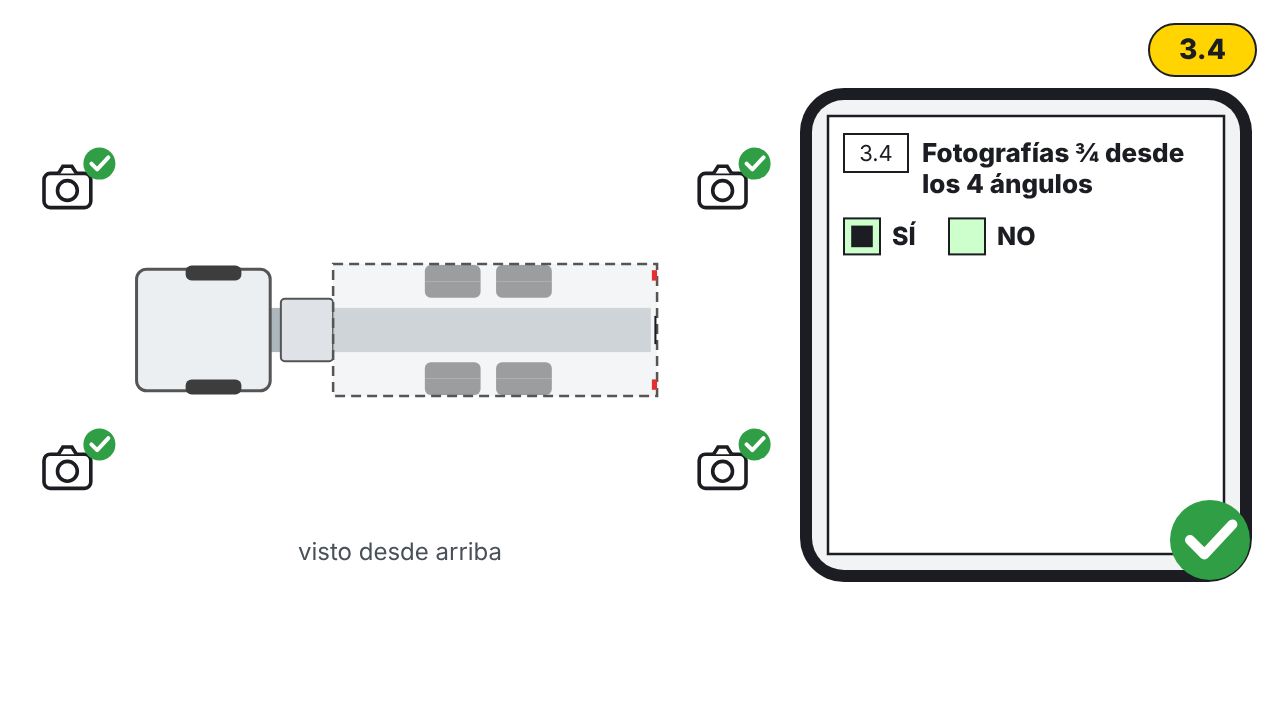 3.4
3.4
Fotografías ¾ desde
los 4 ángulos
SÍ
NO
visto desde arriba